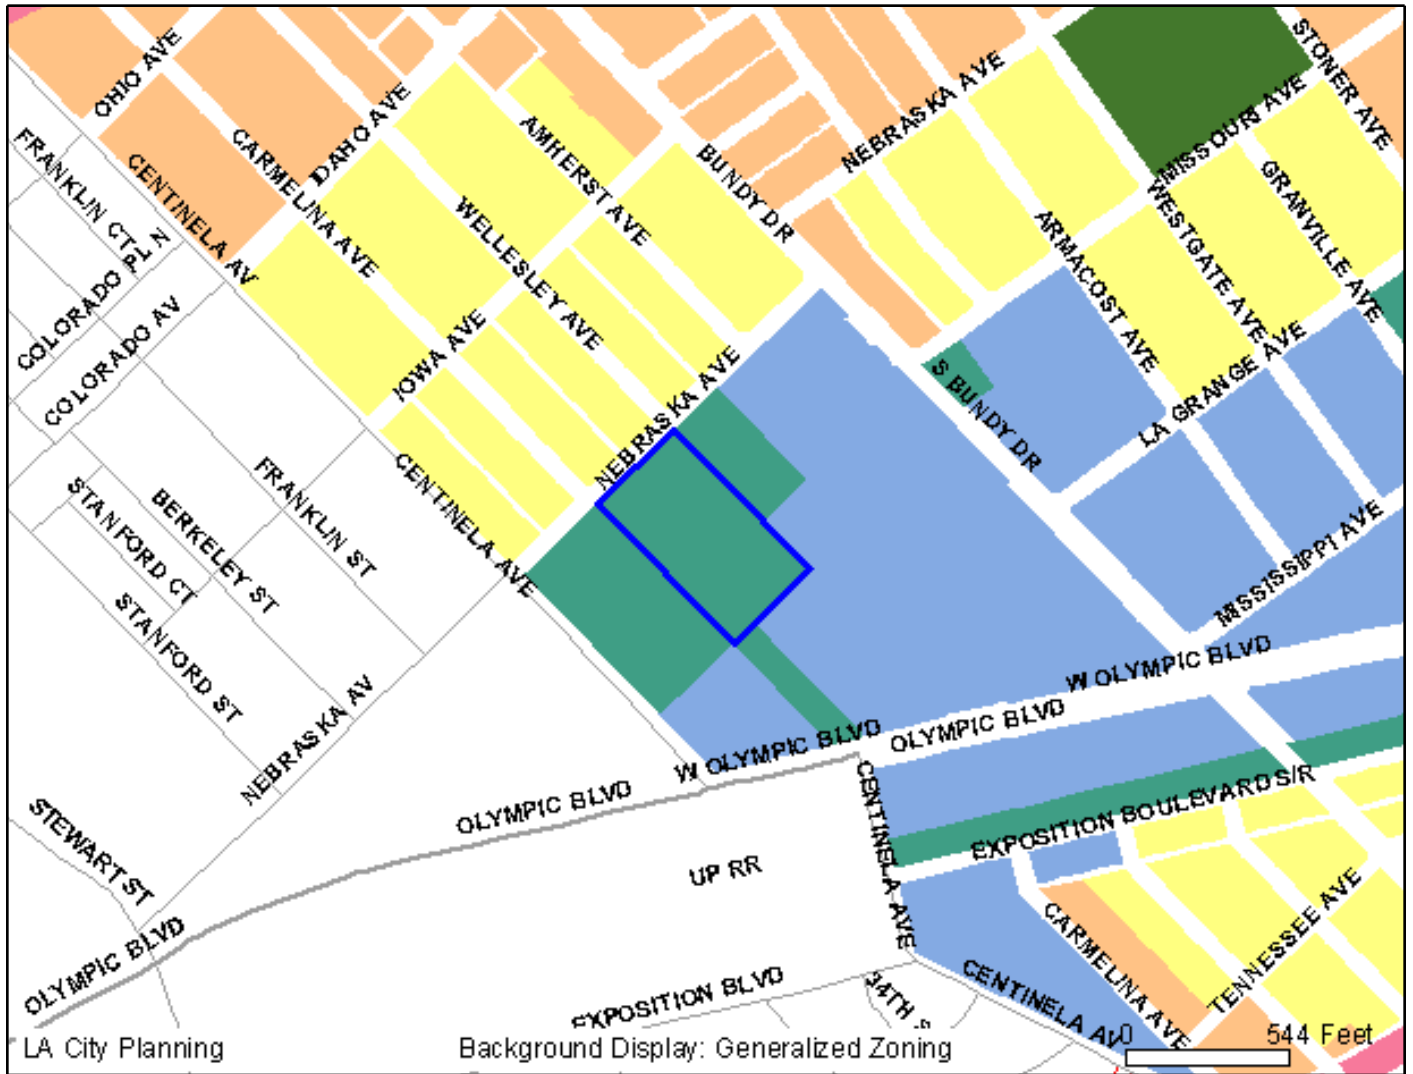 OHIO AVE
STONER AVE
FRANKLIN CT
CENTINELA AV
CARMELINA AVE
IDAHO AVE
AMHERST AVE
BUNDY DR
NEBRASKA AVE
MISSOURI AVE
WESTGATE AVE
GRANVILLE AVE
ARMACOST AVE
COLORADO PL N
COLORADO AV
WELLESLEY AVE
IOWA AVE
NEBRASKA AVE
S BUNDY DR
LA GRANGE AVE
CENTINELA AVE
FRANKLIN ST
BERKELEY ST
STANFORD CT
STANFORD ST
NEBRASKA AV
MISSISSIPPI AVE
W OLYMPIC BLVD
OLYMPIC BLVD
W OLYMPIC BLVD
OLYMPIC BLVD
STEWART ST
OLYMPIC BLVD
UP RR
CENTINELA AVE
EXPOSITION BOULEVARD S/R
CARMELINA AVE
TENNESSEE AVE
EXPOSITION BLVD
34TH S
CENTINELA AV
0 544 Feet
LA City Planning
Background Display: Generalized Zoning